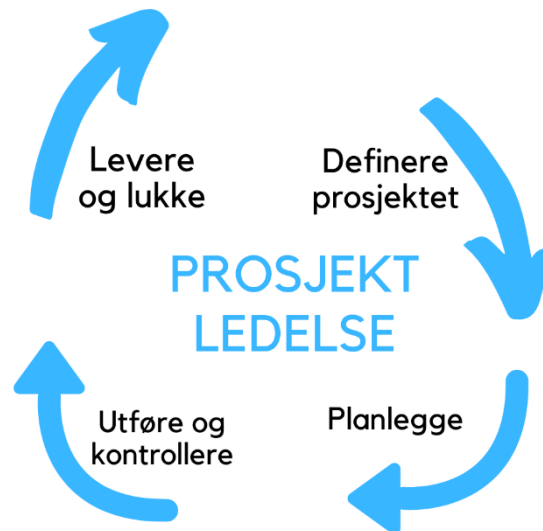 Levere
og lukke
Definere
prosjektet
PROSJEKT
LEDELSE
Utføre og
kontrollere
Planlegge